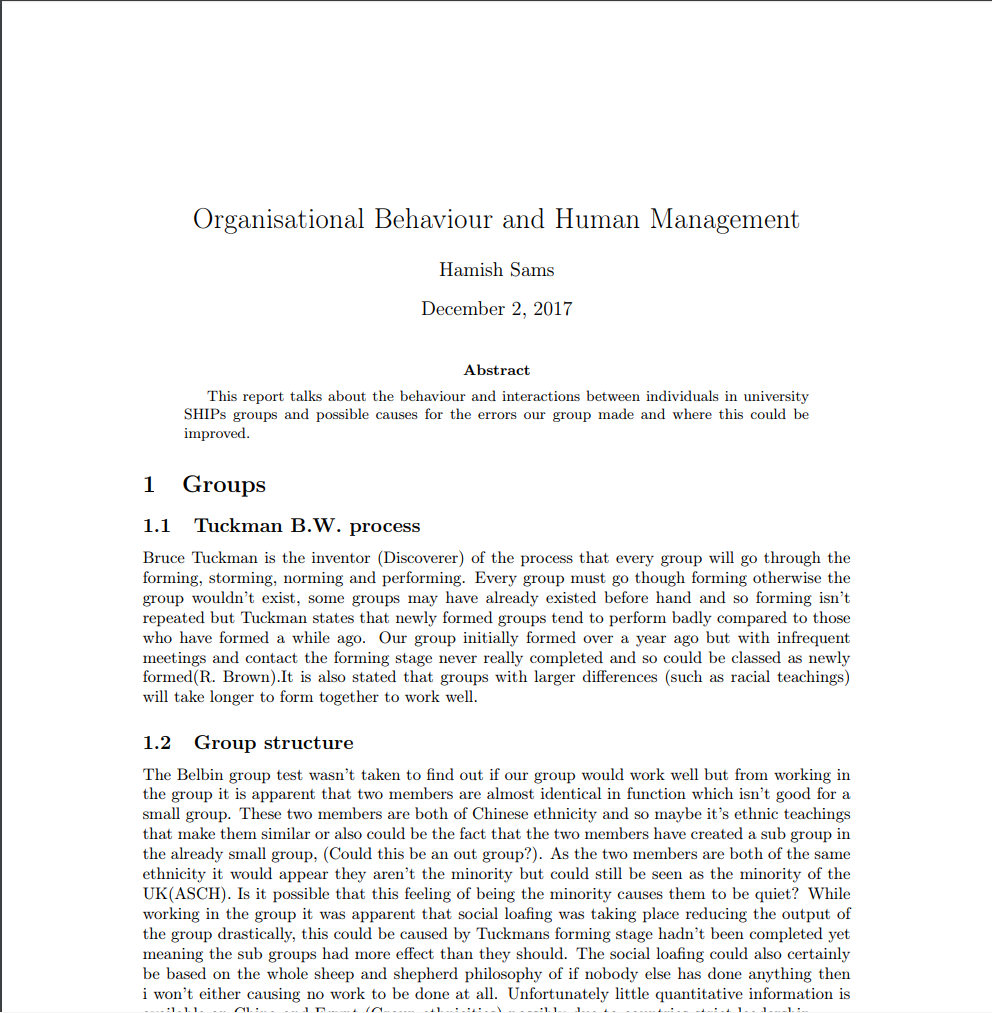 Organisational Behaviour and Human Management
Hamish Sams
December 2, 2017
Abstract
This report talks about the behaviour and interactions between individuals in university
SHIPs groups and possible causes for the errors our group made and where this could be
improved.
1 Groups
1.1 Tuckman B.W. process
Bruce Tuckman is the inventor (Discoverer) of the process that every group will go through the
forming, storming, norming and performing. Every group must go though forming otherwise the
group wouldn't exist, some groups may have already existed before hand and so forming isn't
repeated but Tuckman states that newly formed groups tend to perform badly compared to those
who have formed a while ago. Our group initially formed over a year ago but with infrequent
meetings and contact the forming stage never really completed and so could be classed as newly
formed(R. Brown).It is also stated that groups with larger differences (such as racial teachings)
will take longer to form together to work well.
1.2 Group structure
The Belbin group test wasn't taken to find out if our group would work well but from working in
the group it is apparent that two members are almost identical in function which isn't good for a
small group. These two members are both of Chinese ethnicity and so maybe it's ethnic teachings
that make them similar or also could be the fact that the two members have created a sub group in
the already small group, (Could this be an out group?). As the two members are both of the same
ethnicity it would appear they aren't the minority but could still be seen as the minority of the
UK(ASCH). Is it possible that this feeling of being the minority causes them to be quiet? While
working in the group it was apparent that social loafing was taking place reducing the output of
the group drastically, this could be caused by Tuckmans forming stage hadn't been completed yet
meaning the sub groups had more effect than they should. The social loafing could also certainly
be based on the whole sheep and shepherd philosophy of if nobody else has done anything then
i won't either causing no work to be done at all. Unfortunately little quantitative information is